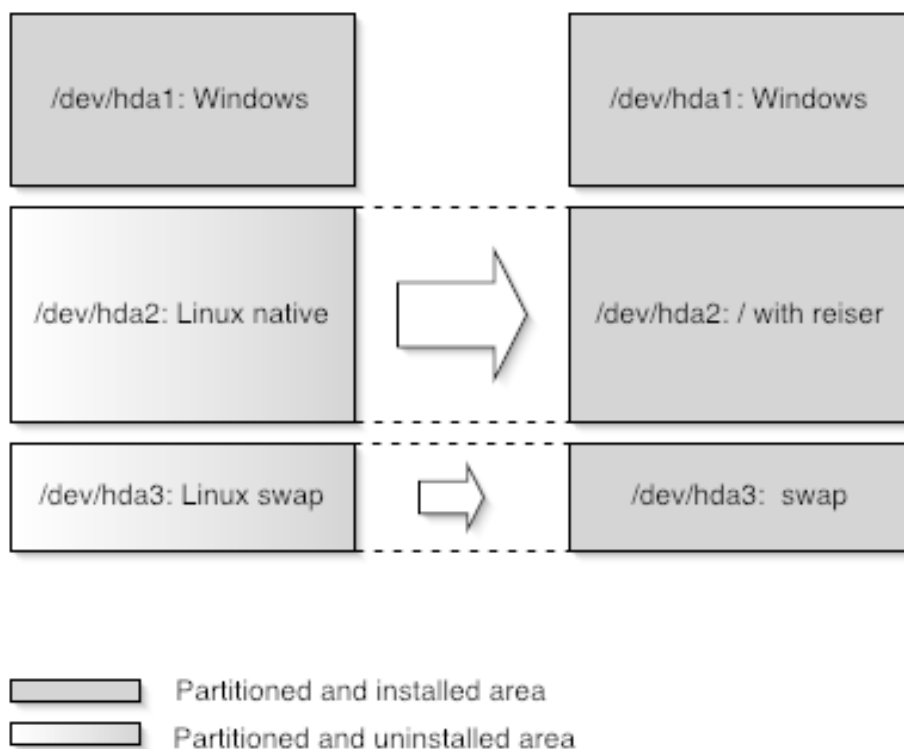 /dev/hda1: Windows
/dev/hda1: Windows
/dev/hda2: Linux native
/dev/hda2: / with reiser
/dev/hda3: Linux swap
/dev/hda3: swap
Partitioned and installed area
Partitioned and uninstalled area